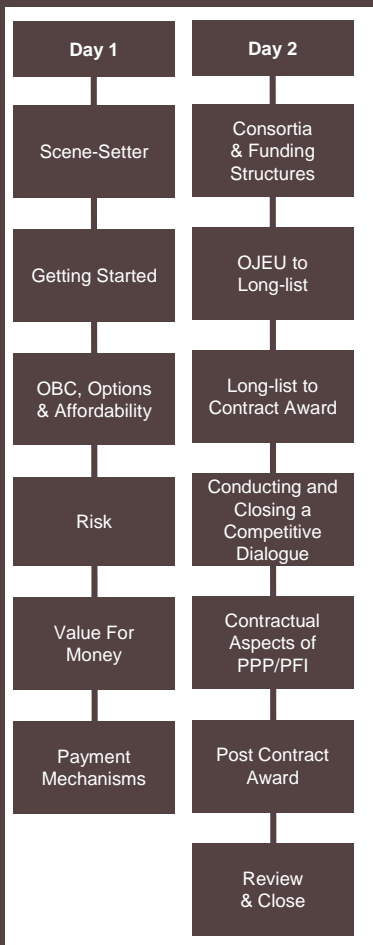 Day 1
Scene-Setter
Getting Started
OBC, Options
& Affordability
Risk
Value For
Money
Payment
Mechanisms
Day 2
Consortia
& Funding
Structures
OJEU to
Long-list
Long-list to
Contract Award
Conducting and
Closing a
Competitive
Dialogue
Contractual
Aspects of
PPP/PFI
Post Contract
Award
Review
& Close